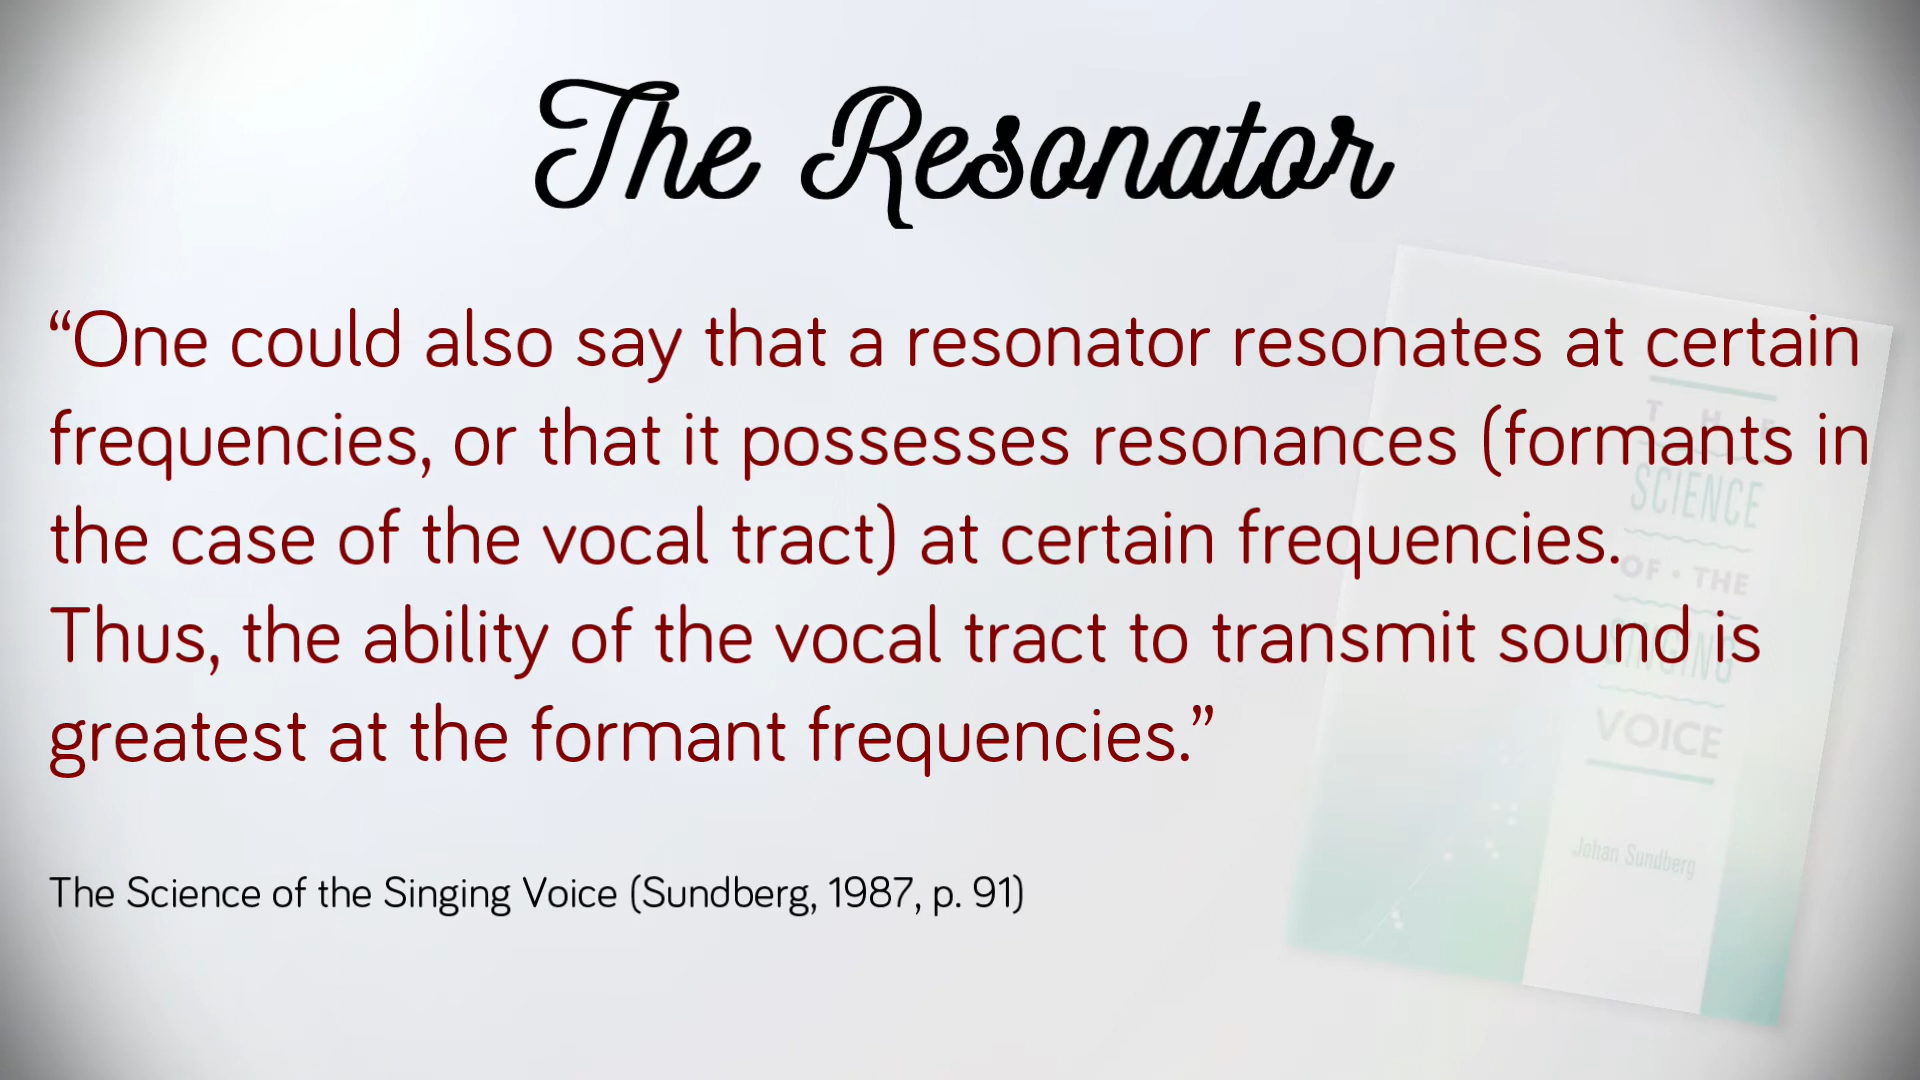 The Resonator
“One could also say that a resonator resonates at certain
frequencies, or that it possesses resonances (formants in
the case of the vocal tract) at certain frequencies.
Thus, the ability of the vocal tract to transmit sound is
greatest at the formant frequencies.”
The Science of the Singing Voice (Sundberg, 1987, p. 91)
THE
SCIENCE
OF · THE
SINGING
VOICE
Johan Sundberg